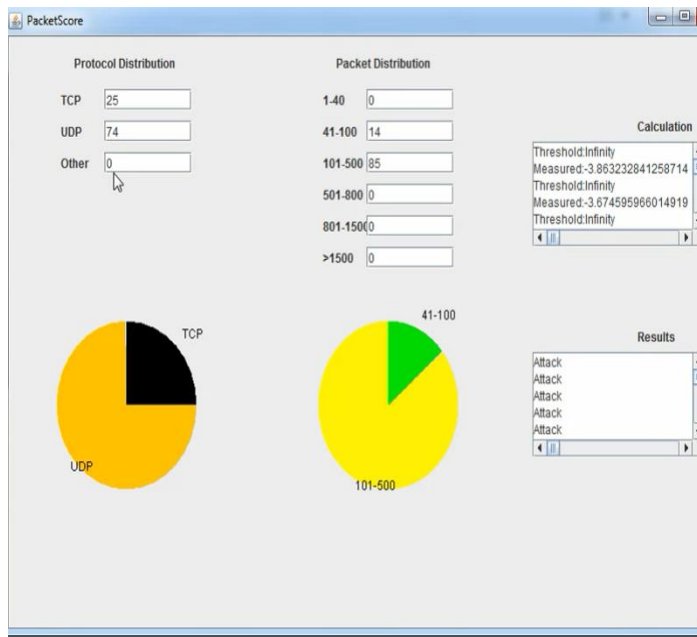 PacketScore
Protocol Distribution
TCP 25
UDP 74
Other 0
Packet Distribution
1-40 0
41-100 14
101-500 85
501-800 0
801-1500 0
>1500 0
Calculation
Threshold:Infinity
Measured:-3.863232841258714
Threshold:Infinity
Measured:-3.674595966014919
Threshold:Infinity
TCP
UDP
41-100
101-500
Results
Attack
Attack
Attack
Attack
Attack